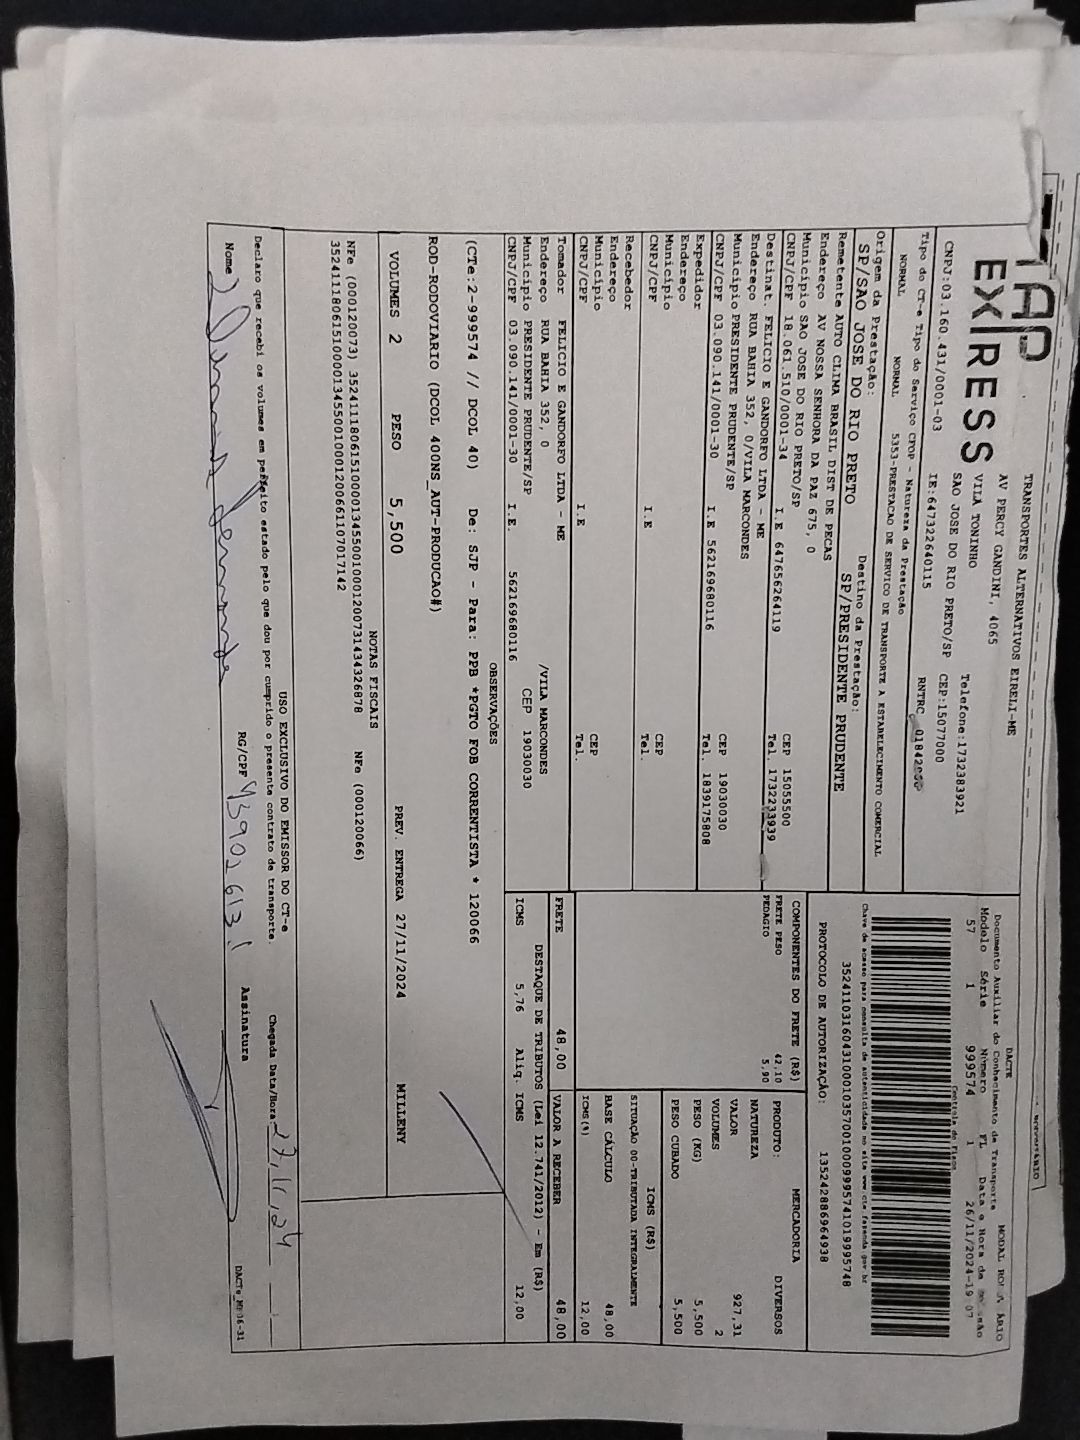 TAP
EXPRESS
TRANSPORTES ALTERNATIVOS EIRELI-ME
AV PERCY GANDINI, 4065
VILA TONINHO
SAO JOSE DO RIO PRETO/SP
Telefone:1732383921
CEP:15077000
CNPJ:03.160.431/0001-03 IE:647322640115 RNTRC
Tipo do CT-e Tipo do Serviço CFOP - Natureza da Prestação
NORMAL NORMAL 5353-PRESTACAO DE SERVICO DE TRANSPORTE A ESTABELECIMENTO COMERCIAL
Origem da Prestação: Destino da Prestação:
SP/SAO JOSE DO RIO PRETO SP/PRESIDENTE PRUDENTE
Remetente AUTO CLIMA BRASIL DIST DE PECAS
Endereço AV NOSSA SENHORA DA PAZ 675, 0
Município SAO JOSE DO RIO PRETO/SP CEP 15055500
CNPJ/CPF 18.061.510/0001-34 I.E 647656264119 Tel. 1732233939
Destinat. FELICIO E GANDORFO LTDA - ME
Endereço RUA BAHIA 352, 0/VILA MARCONDES
Município PRESIDENTE PRUDENTE/SP CEP 19030030
CNPJ/CPF 03.090.141/0001-30 I.E 562169680116 Tel. 1839175808
Expedidor
Endereço
Município CEP
CNPJ/CPF I.E Tel.
Recebedor
Endereço
Município CEP
CNPJ/CPF I.E Tel.
Tomador FELICIO E GANDORFO LTDA - ME
Endereço RUA BAHIA 352, 0 /VILA MARCONDES
Município PRESIDENTE PRUDENTE/SP CEP 19030030
CNPJ/CPF 03.090.141/0001-30 I.E. 562169680116
DACTE MODAL
Documento Auxiliar do Conhecimento de Transporte
Modelo Série Número FL Data e Hora de
57 1 999574 1 26/11/2024-19 07
Controle do Fisco
Chave de acesso para consulta de autenticidade no site www.cte.fazenda.gov.br
35241103160431000103570010009995741019995748
PROTOCOLO DE AUTORIZAÇÃO: 135242886964938
COMPONENTES DO FRETE (R$)
FRETE PESO 42,10
PEDAGIO 5,90
MERCADORIA
PRODUTO: DIVERSOS
NATUREZA
VALOR 927,31
VOLUMES 2
PESO (KG) 5,500
PESO CUBADO 5,500
ICMS (R$)
SITUAÇÃO 00-TRIBUTADA INTEGRALMENTE
BASE CÁLCULO 48,00
ICMS(%) 12,00
FRETE 48,00 VALOR A RECEBER 48,00
DESTAQUE DE TRIBUTOS (Lei 12.741/2012) - Em (R$)
ICMS 5,76 Aliq. ICMS 12,00
OBSERVAÇÕES
(CTe:2-999574 // DCOL 40) De: SJP - Para: PPB *PGTO FOB CORRENTISTA * 120066
ROD-RODOVIARIO (DCOL 400NS_AUT-PRODUCAO#)
VOLUMES 2 PESO 5,500 PREV. ENTREGA 27/11/2024 MILLENY
NOTAS FISCAIS
NFe (000120073) 35241118061510000134550010001200731434326878 NFe (000120066)
35241118061510000134550010001200661107017142
USO EXCLUSIVO DO EMISSOR DO CT-e
Declaro que recebi os volumes em perfeito estado pelo que dou por cumprido o presente contrato de transporte. Chegada Data/Hora 27,11,24
Nome RG/CPF Assinatura